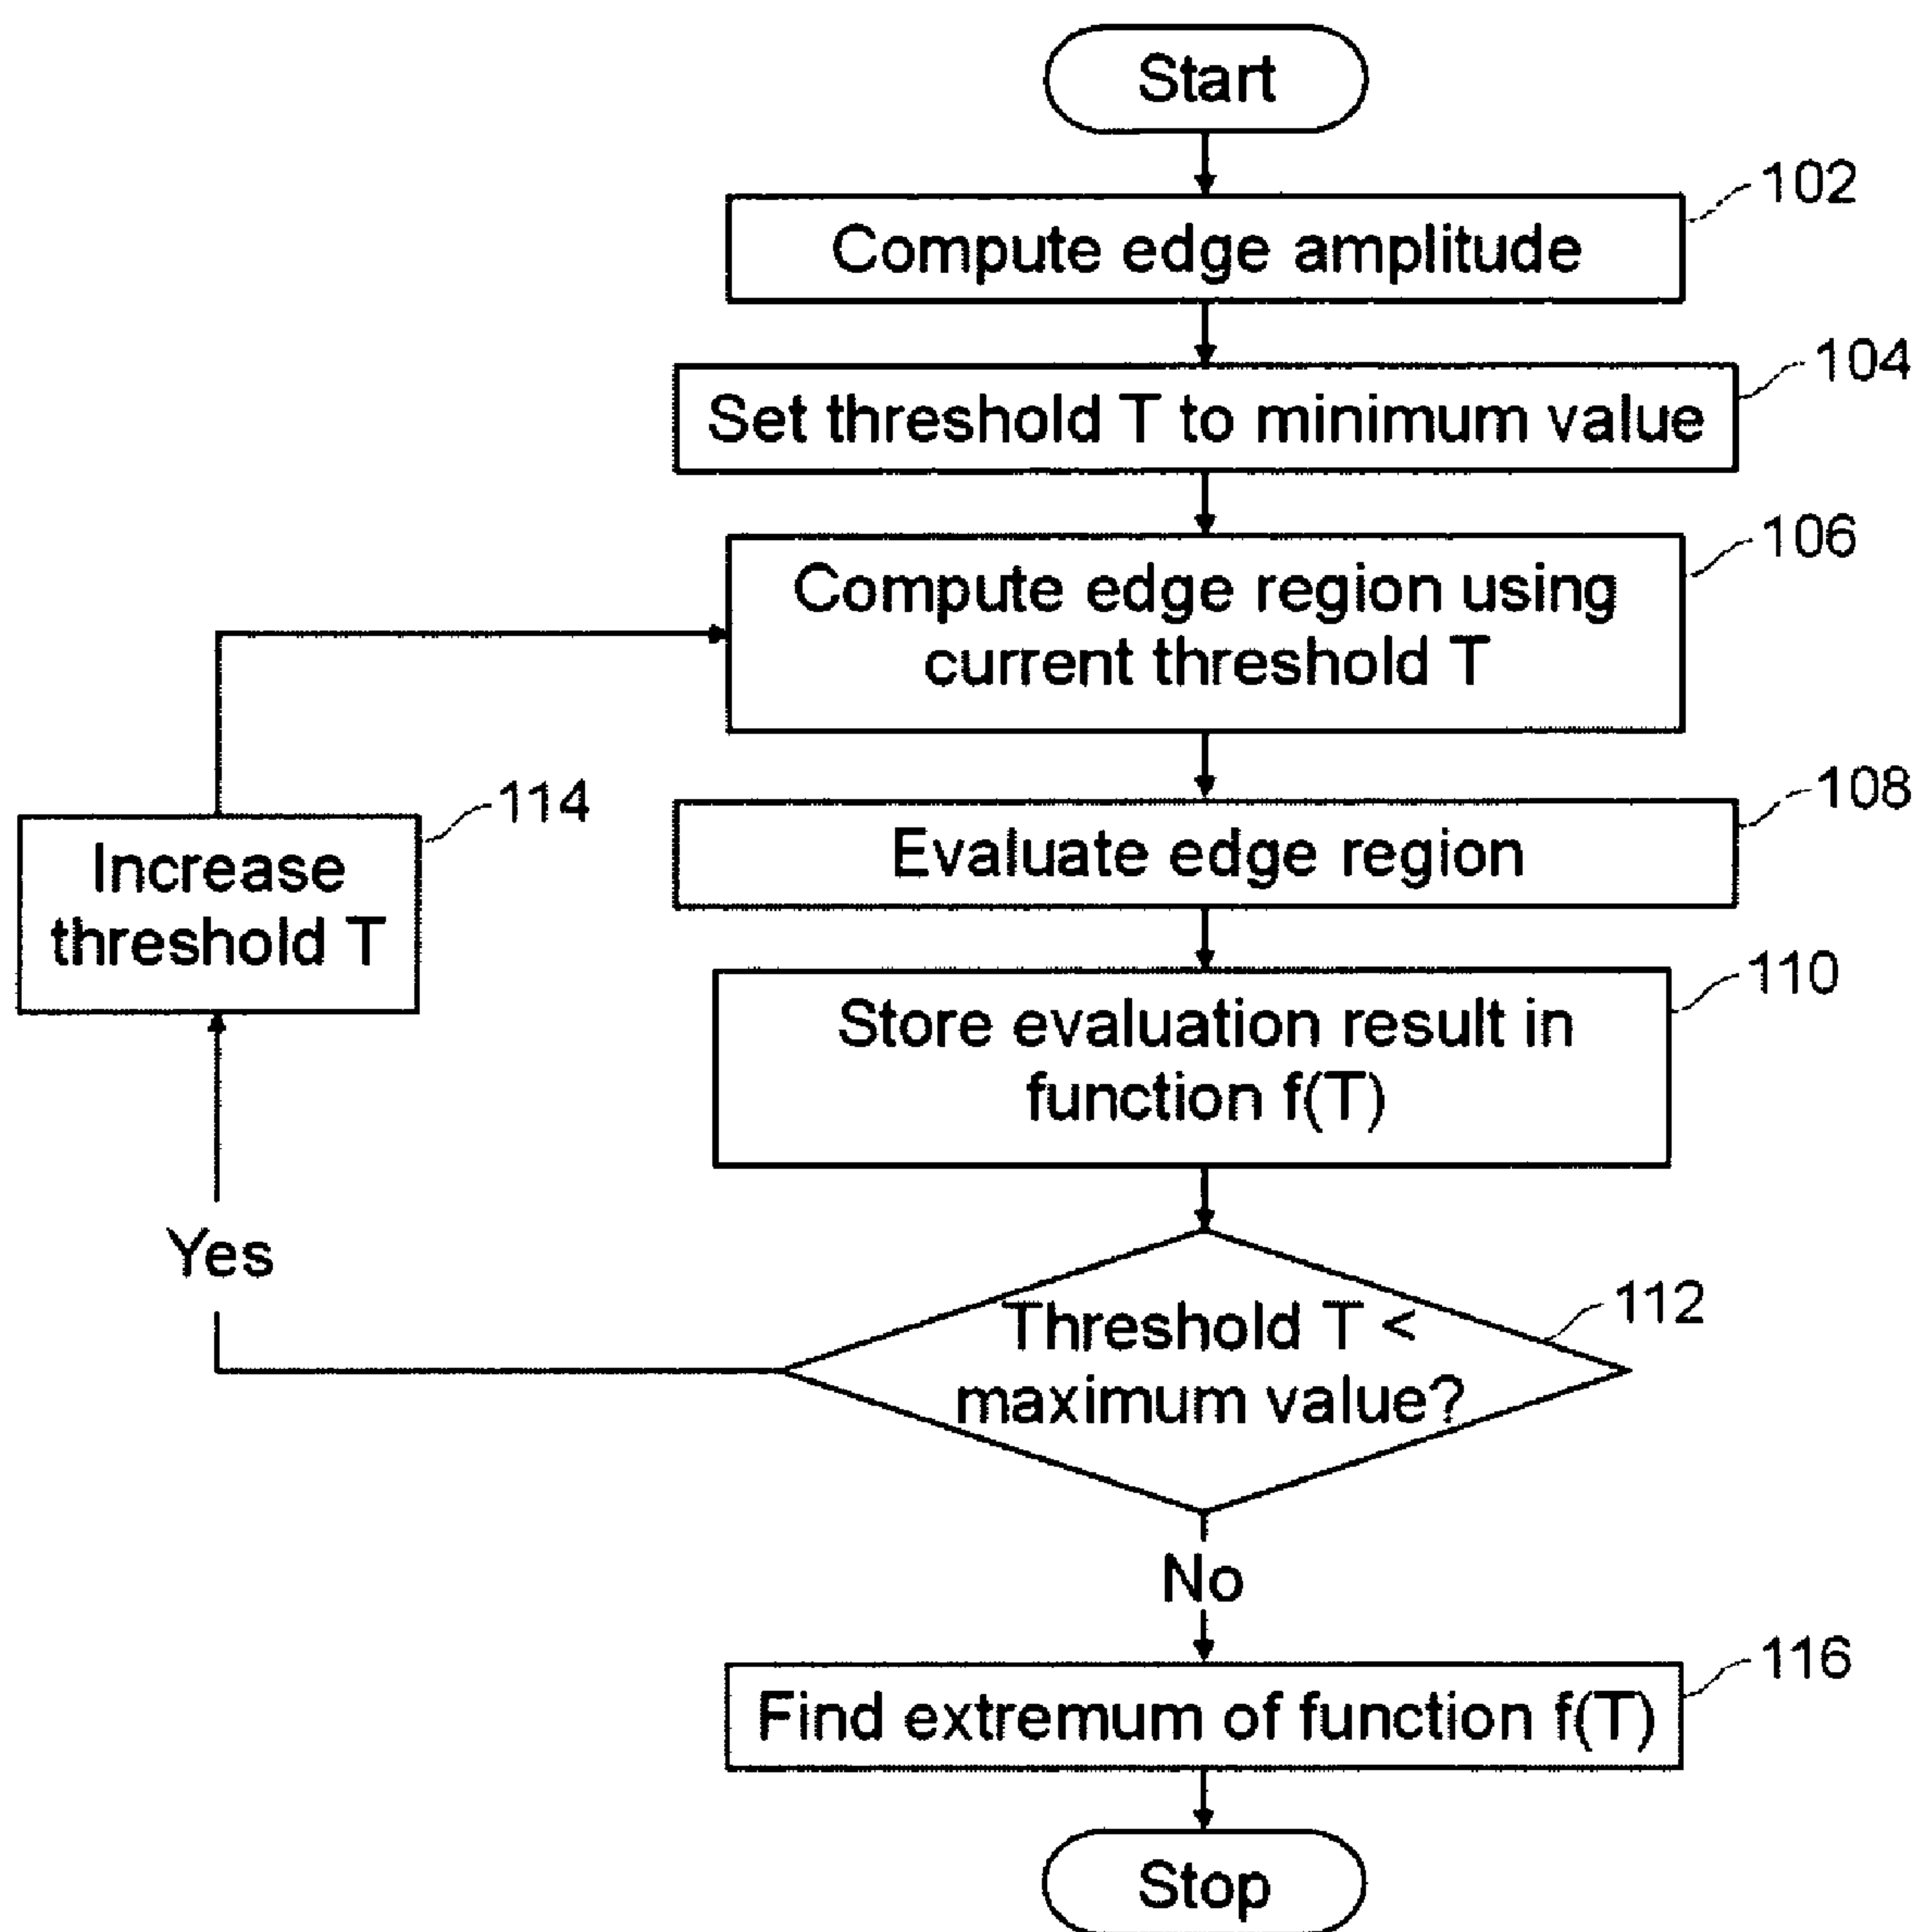 Start
102
Compute edge amplitude
104
Set threshold T to minimum value
106
Compute edge region using
current threshold T
108
Evaluate edge region
114
Increase
threshold T
110
Store evaluation result in
function f(T)
Yes
112
Threshold T <
maximum value?
No
116
Find extremum of function f(T)
Stop